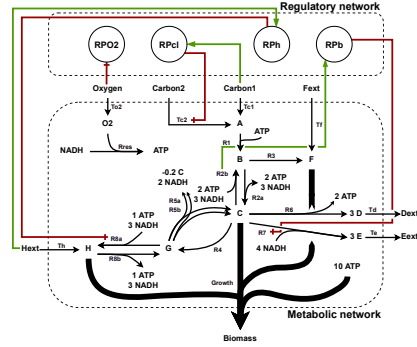 Regulatory network
RPO2 RPcl RPh RPb
Oxygen Carbon2 Carbon1 Fext
To2 Tc2 Tc1 Tf
O2 A
NADH Rres ATP
R1 ATP
B R3 F
R2b 2 ATP 3 NADH R2a 2 ATP 3 NADH
-0.2 C
2 NADH
R5a
R5b
C R6 2 ATP 3 D Td Dext
R7 4 NADH 3 E Te Eext
1 ATP
3 NADH
Hext Th H R8a G R4
R8b
1 ATP
3 NADH
10 ATP
Growth
Metabolic network
Biomass